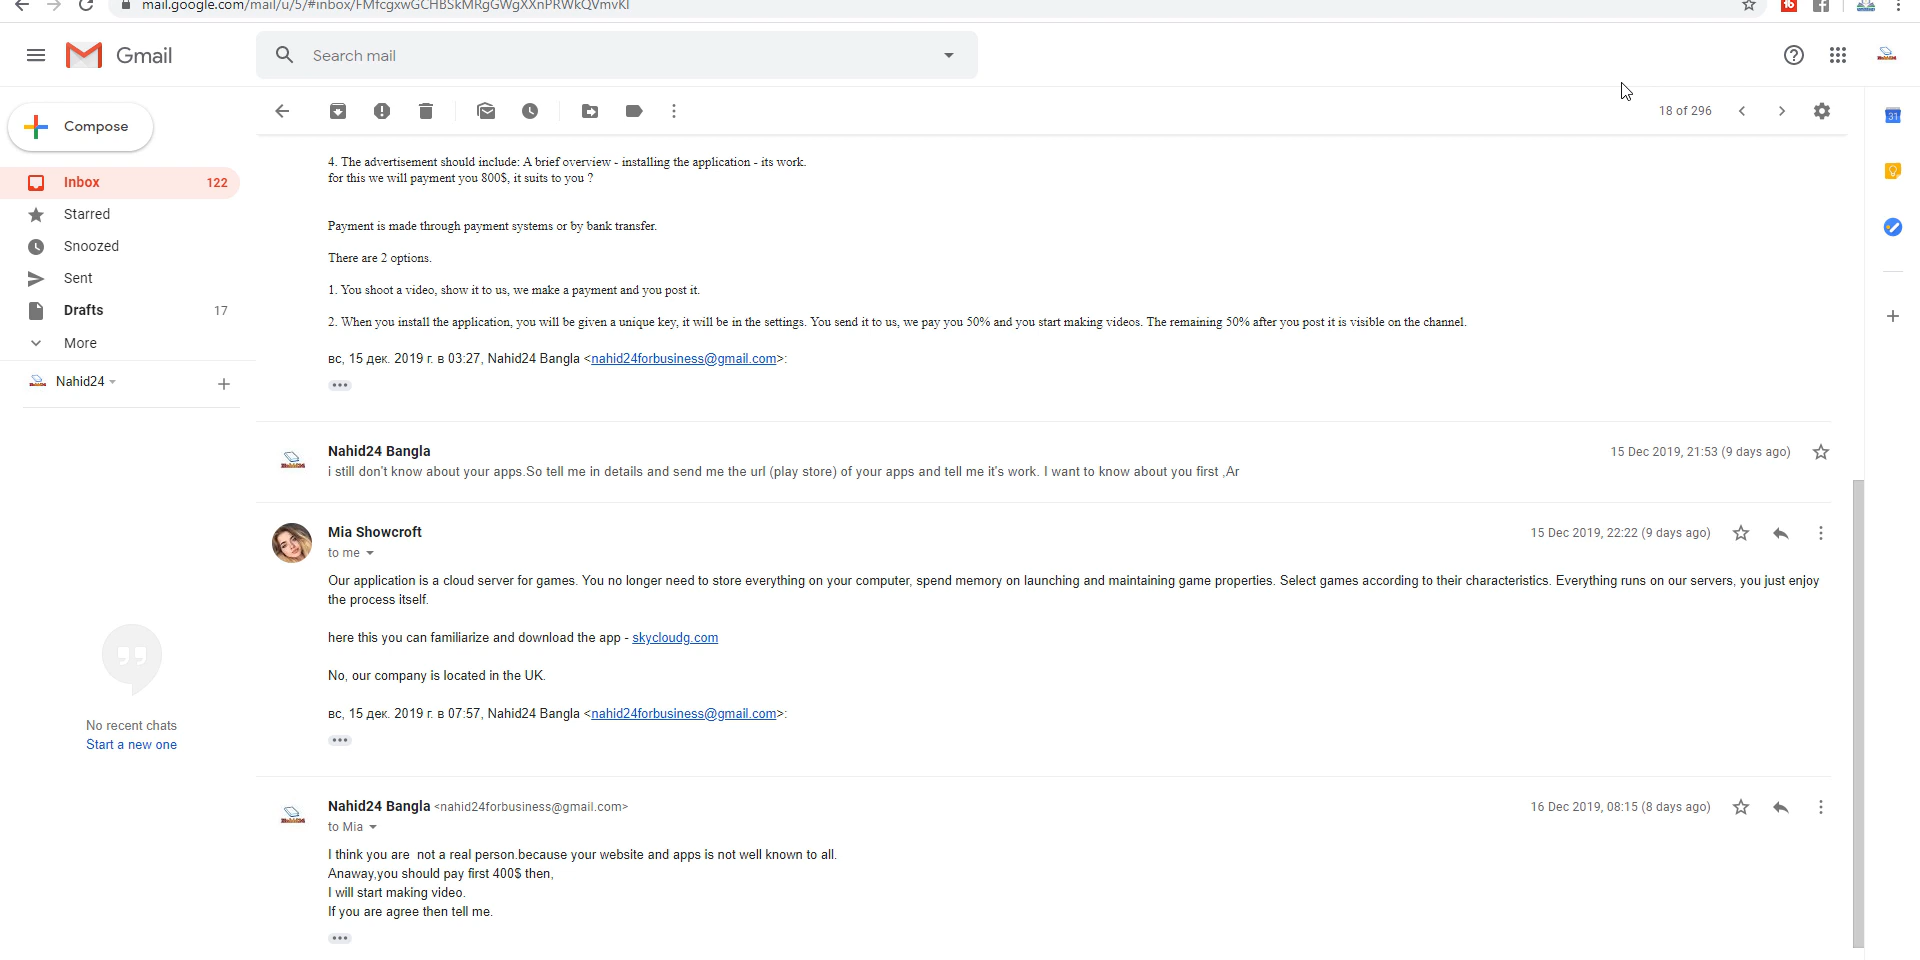 mail.google.com/mail/u/5/#inbox/FMfcgxwGCHBSkMRgGWgXXnPRWkQVmvKl
16
Gmail
Search mail
Compose
18 of 296
31
Inbox 122
Starred
Snoozed
Sent
Drafts 17
More
Nahid24
No recent chats
Start a new one
4. The advertisement should include: A brief overview - installing the application - its work.
for this we will payment you 800$, it suits to you ?
Payment is made through payment systems or by bank transfer.
There are 2 options.
1. You shoot a video, show it to us, we make a payment and you post it.
2. When you install the application, you will be given a unique key, it will be in the settings. You send it to us, we pay you 50% and you start making videos. The remaining 50% after you post it is visible on the channel.
вс, 15 дек. 2019 г. в 03:27, Nahid24 Bangla <nahid24forbusiness@gmail.com>:
Nahid24 Bangla 15 Dec 2019, 21:53 (9 days ago)
i still don't know about your apps.So tell me in details and send me the url (play store) of your apps and tell me it's work. I want to know about you first ,Ar
Mia Showcroft 15 Dec 2019, 22:22 (9 days ago)
to me
Our application is a cloud server for games. You no longer need to store everything on your computer, spend memory on launching and maintaining game properties. Select games according to their characteristics. Everything runs on our servers, you just enjoy
the process itself.
here this you can familiarize and download the app - skycloudg.com
No, our company is located in the UK.
вс, 15 дек. 2019 г. в 07:57, Nahid24 Bangla <nahid24forbusiness@gmail.com>:
Nahid24 Bangla <nahid24forbusiness@gmail.com> 16 Dec 2019, 08:15 (8 days ago)
to Mia
I think you are not a real person.because your website and apps is not well known to all.
Anaway,you should pay first 400$ then,
I will start making video.
If you are agree then tell me.